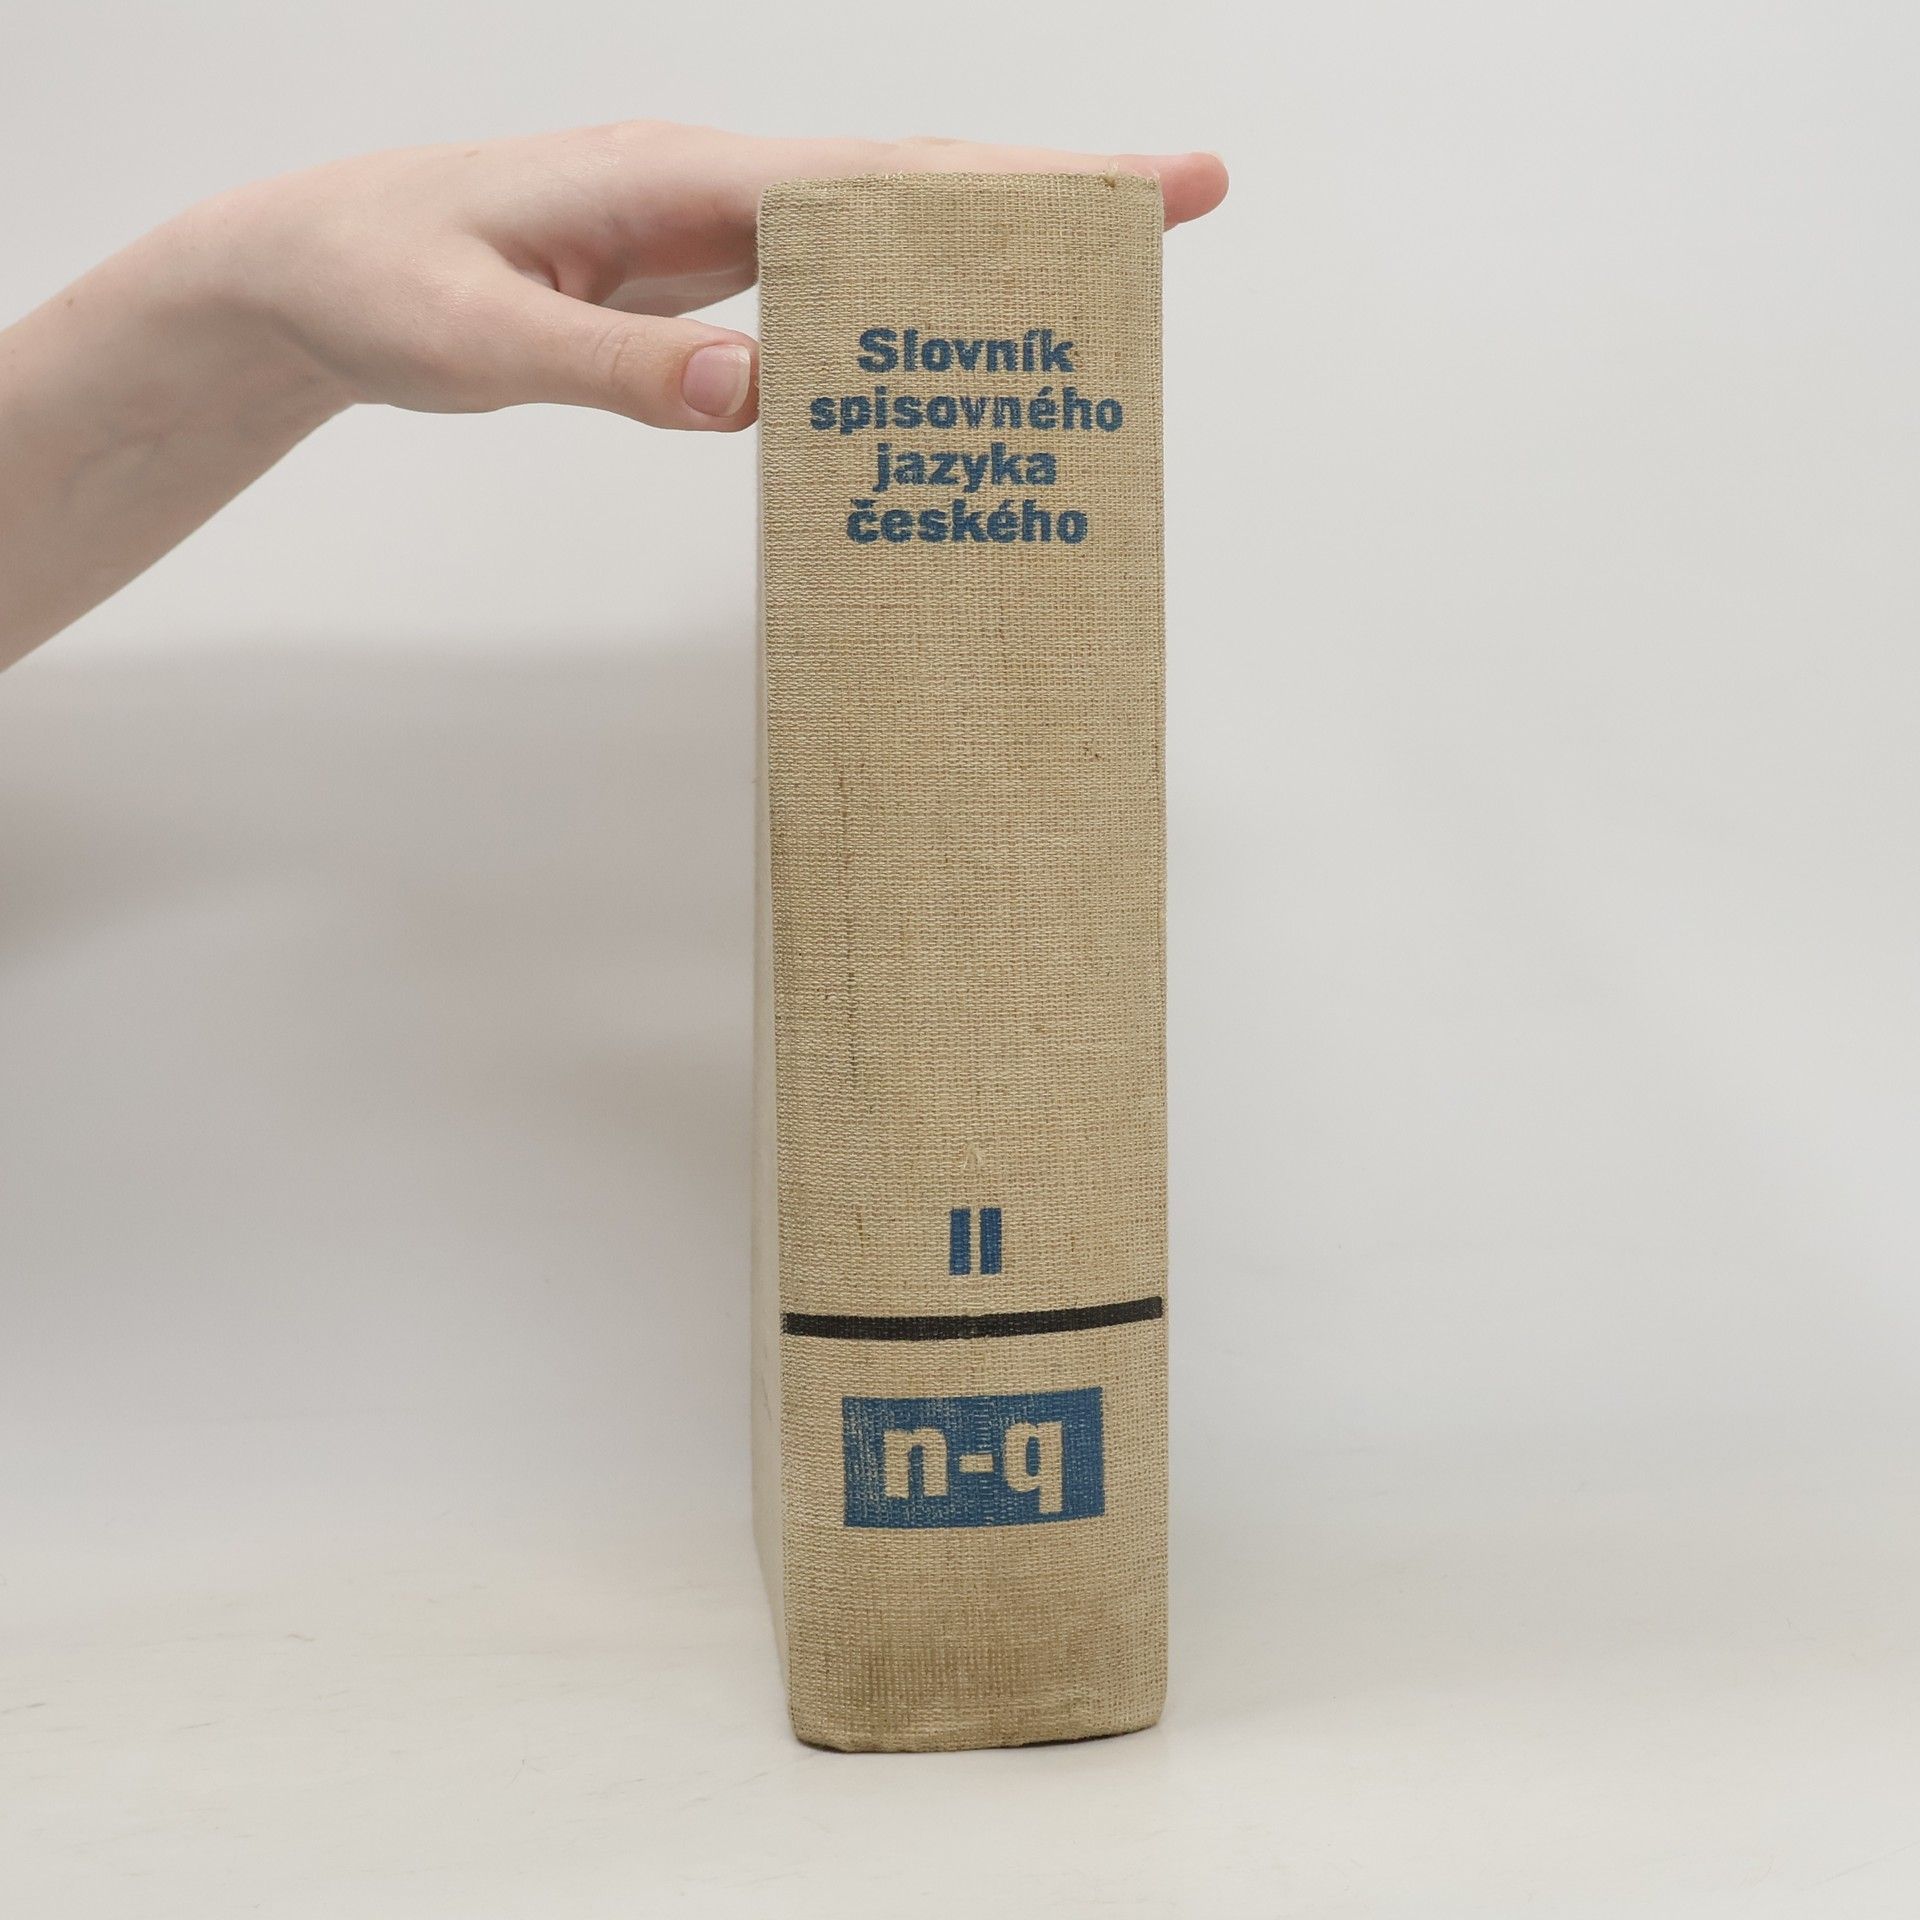 Slovník
spisovného
jazyka
českého
II
n-q